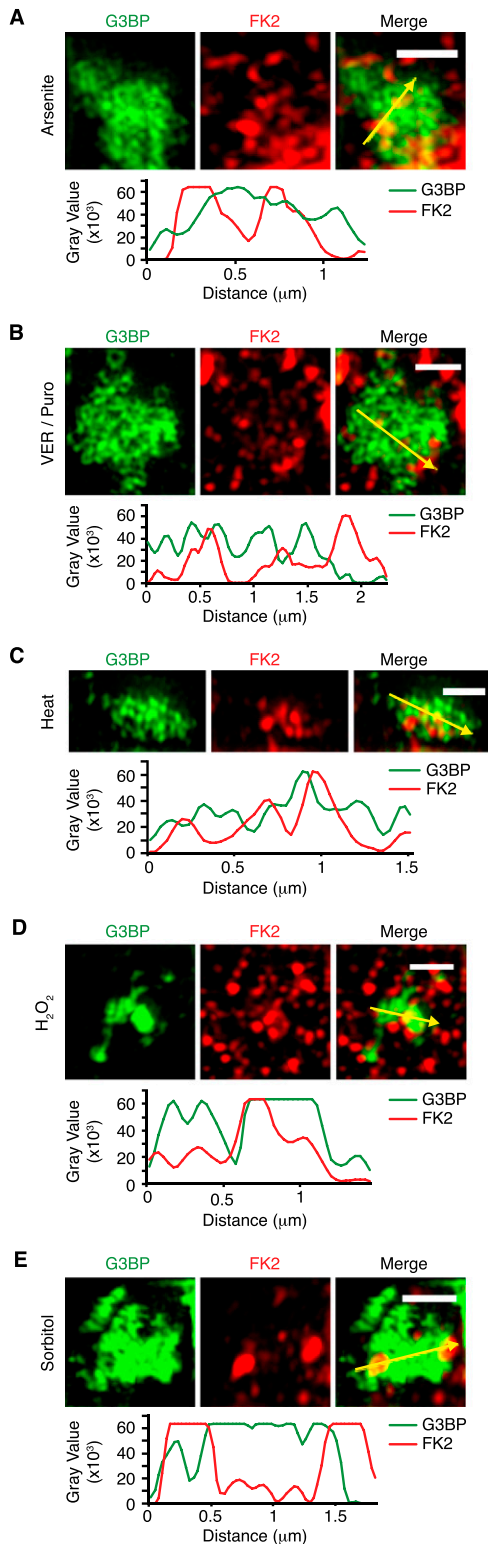 A
G3BP FK2 Merge
Arsenite
Gray Value
(x10³)
60
40
20
0
G3BP
FK2
0 0.5 1
Distance (μm)
B
G3BP FK2 Merge
VER / Puro
Gray Value
(x10³)
60
40
20
0
G3BP
FK2
0 0.5 1 1.5 2
Distance (μm)
C
G3BP FK2 Merge
Heat
Gray Value
(x10³)
60
40
20
0
G3BP
FK2
0 0.5 1 1.5
Distance (μm)
D
G3BP FK2 Merge
H₂O₂
Gray Value
(x10³)
60
40
20
0
G3BP
FK2
0 0.5 1
Distance (μm)
E
G3BP FK2 Merge
Sorbitol
Gray Value
(x10³)
60
40
20
0
G3BP
FK2
0 0.5 1 1.5
Distance (μm)